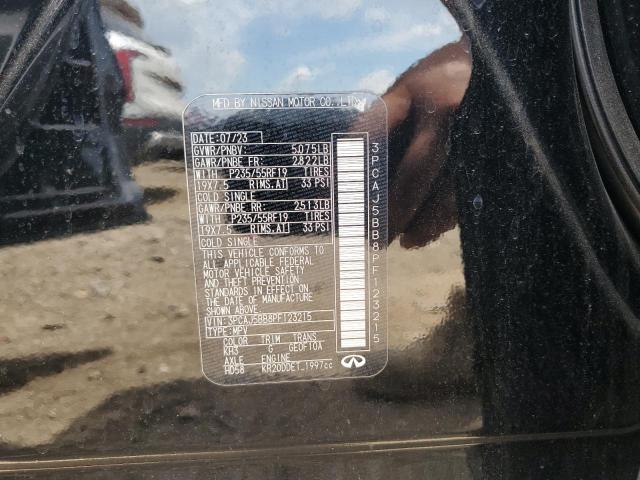 MFD BY NISSAN MOTOR CO.,LTD.
DATE:07/23
GVWR/PNBV: 5075LB
GAWR/PNBE FR: 2822LB
WITH P235/55RF19 TIRES
19X7.5 RIMS.AT 33 PSI
COLD SINGLE
GAWR/PNBE RR: 2513LB
WITH P235/55RF19 TIRES
19X7.5 RIMS.AT 33 PSI
COLD SINGLE
THIS VEHICLE CONFORMS TO
ALL APPLICABLE FEDERAL
MOTOR VEHICLE SAFETY
AND THEFT PREVENTION
STANDARDS IN EFFECT ON
THE DATE OF MANUFACTURE
SHOWN ABOVE.
VIN:3PCAJ5BB8PF123215
TYPE:MPV
COLOR TRIM TRANS
KH3 G GE0F10A
AXLE ENGINE
HD58 KR20DDET 1997cc
3PCAJ5BB8PF123215